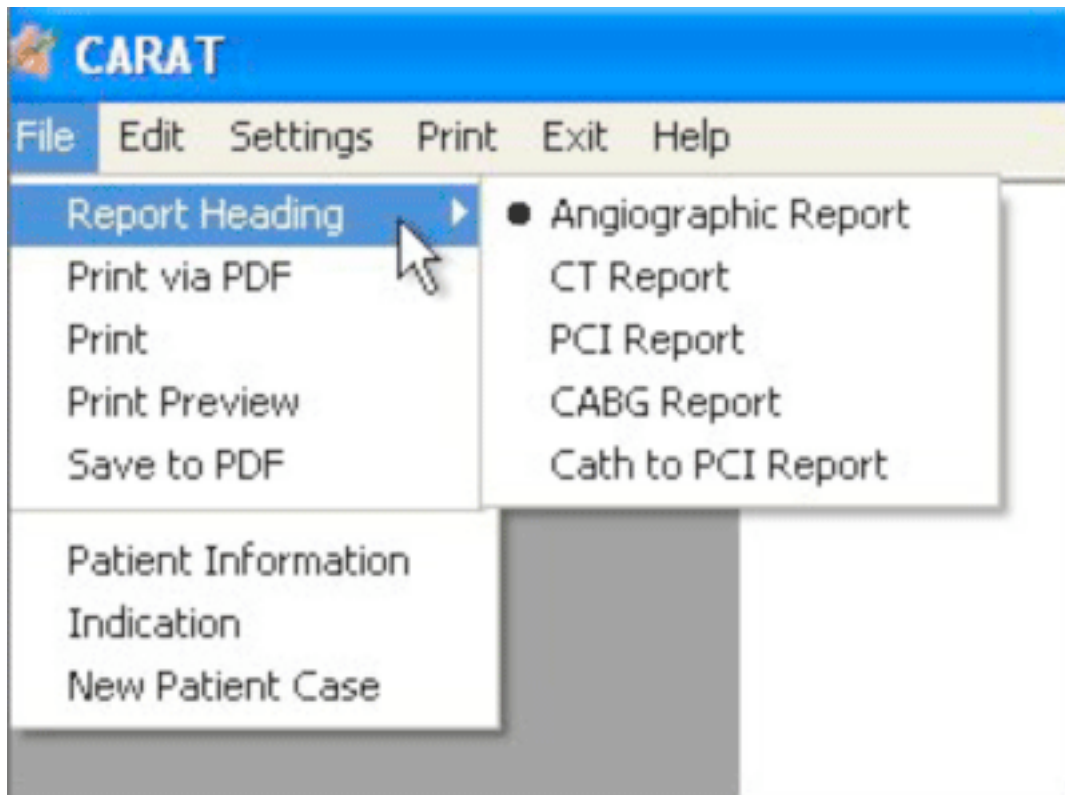 CARAT
File Edit Settings Print Exit Help
Report Heading
Print via PDF
Print
Print Preview
Save to PDF
Patient Information
Indication
New Patient Case
Angiographic Report
CT Report
PCI Report
CABG Report
Cath to PCI Report